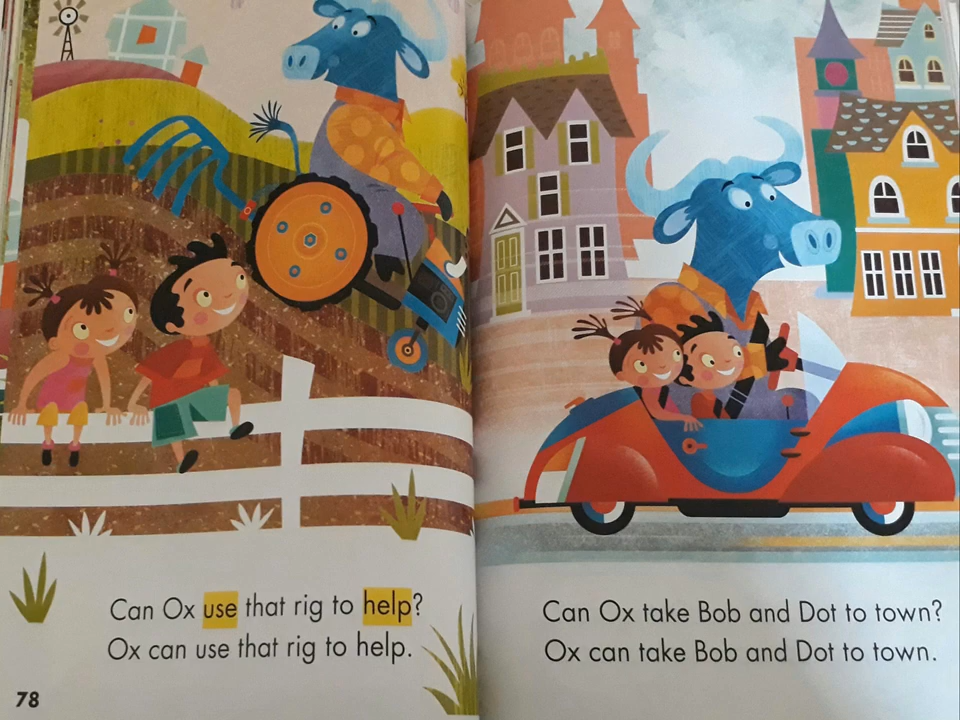 Can Ox use that rig to help?
Ox can use that rig to help.
78
Can Ox take Bob and Dot to town?
Ox can take Bob and Dot to town.